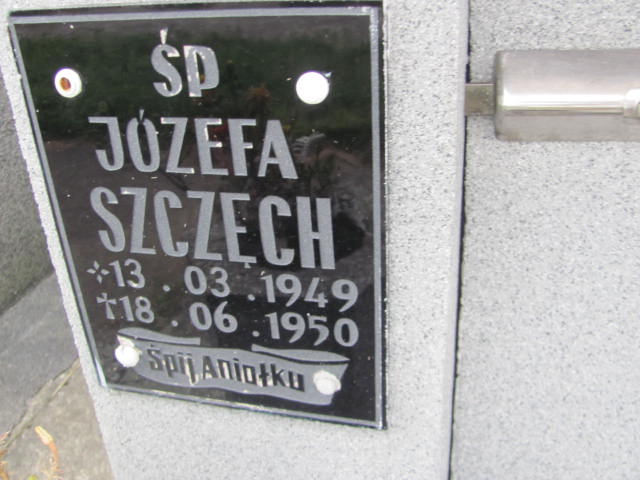 ŚP
JÓZEFA
SZCZĘCH
✢13.03.1949
✝18.06.1950
Śpij Aniołku